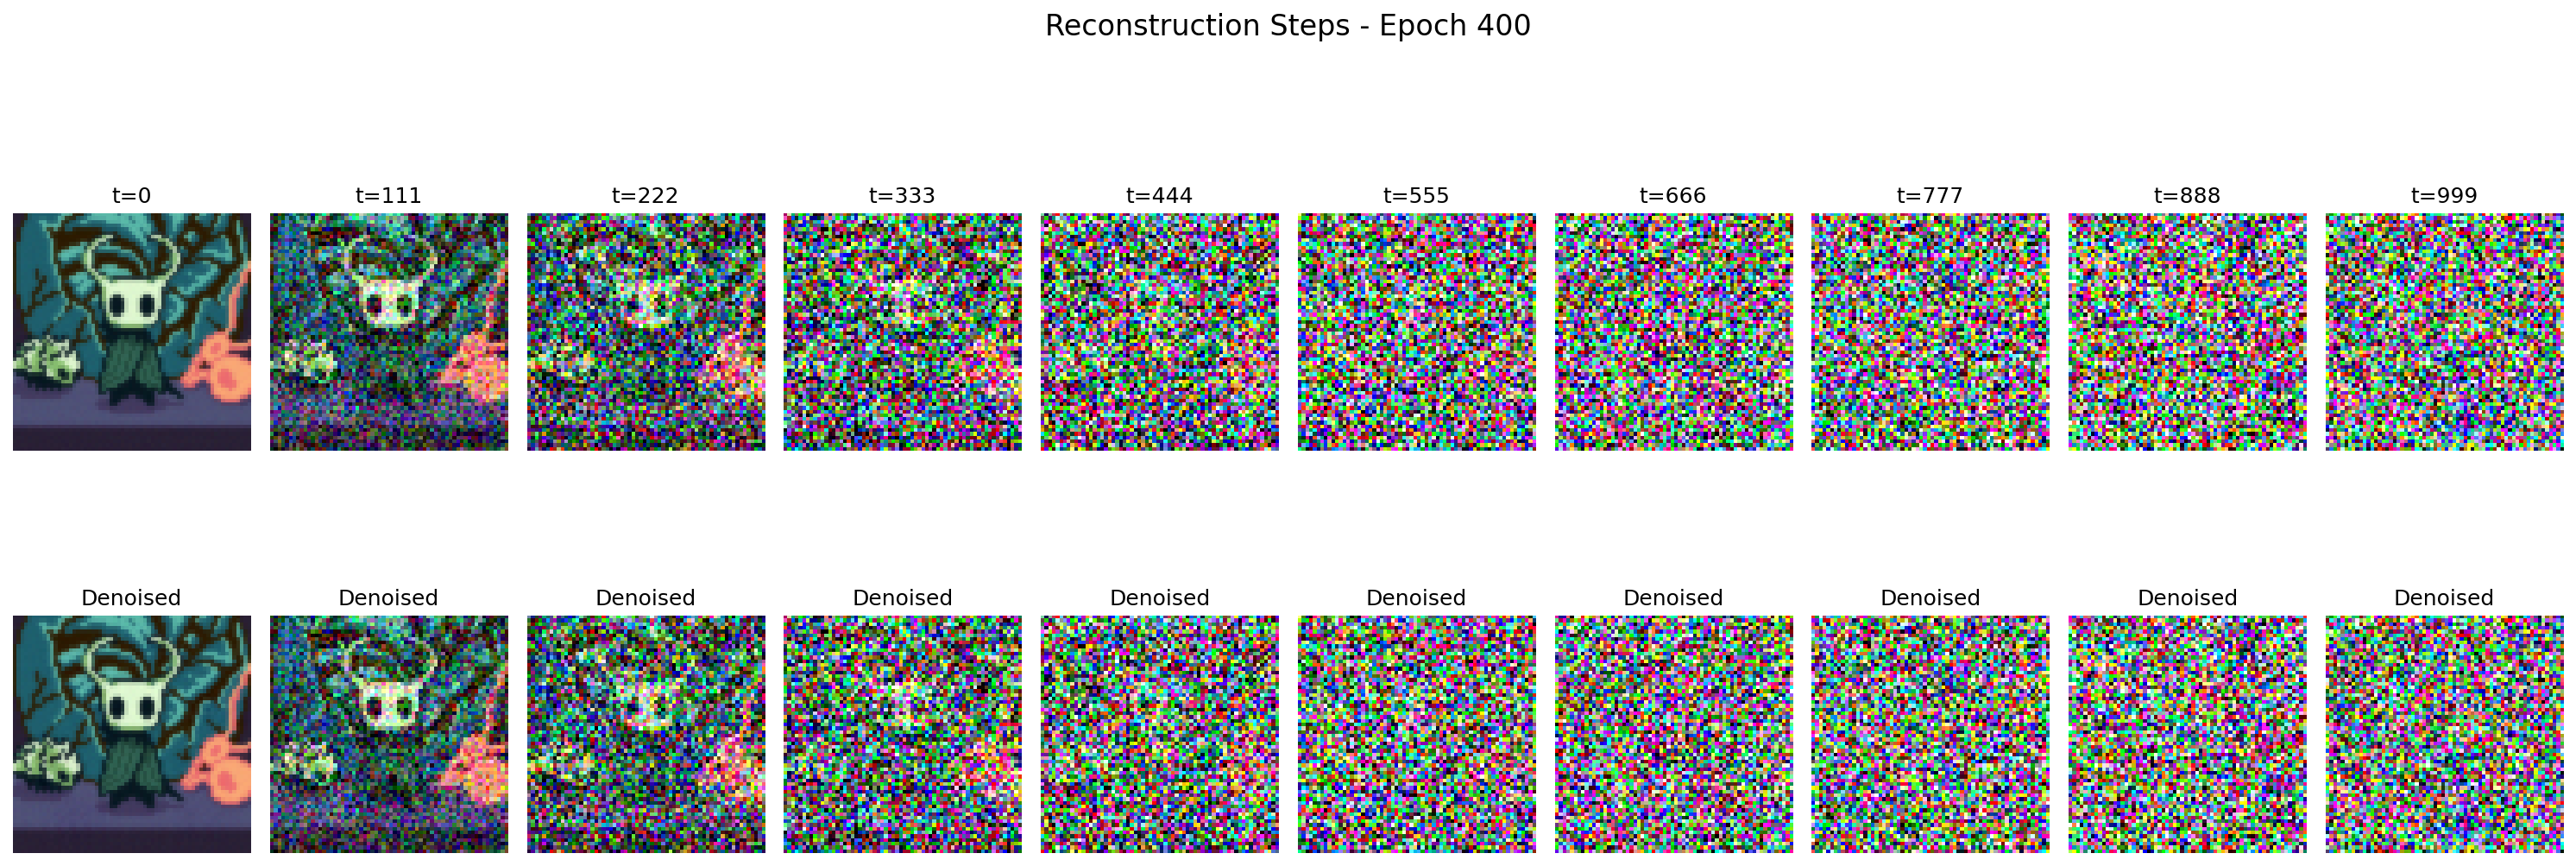 Reconstruction Steps - Epoch 400
t=0 t=111 t=222 t=333 t=444 t=555 t=666 t=777 t=888 t=999
Denoised Denoised Denoised Denoised Denoised Denoised Denoised Denoised Denoised Denoised